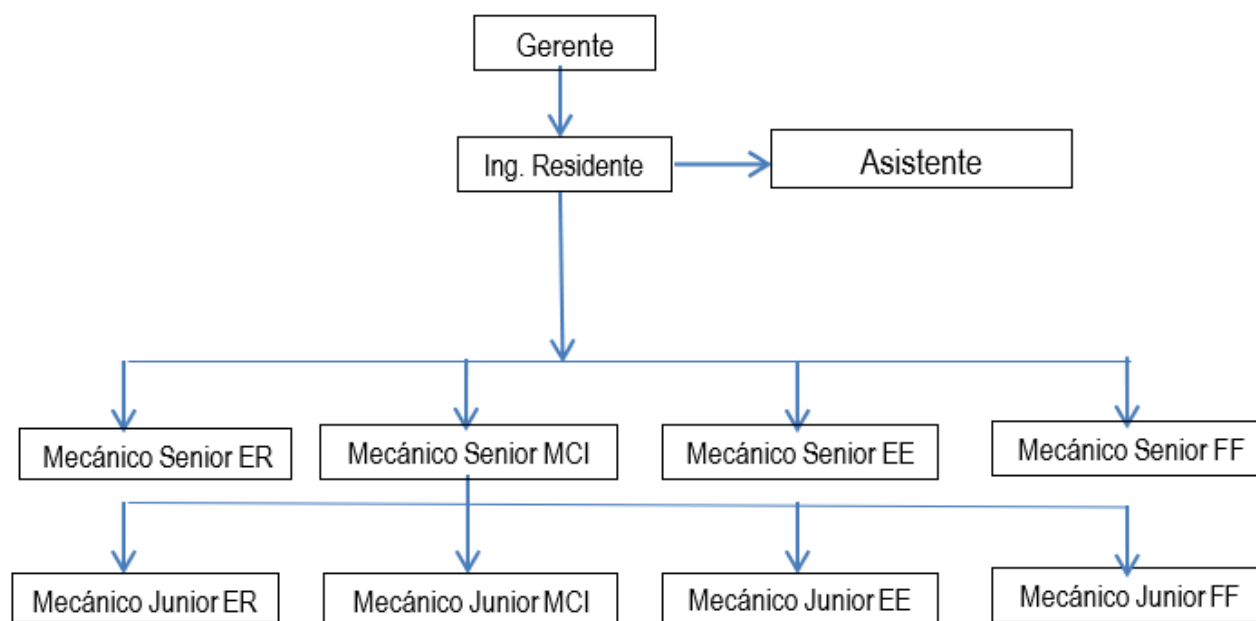 Gerente
Ing. Residente
Asistente
Mecánico Senior ER
Mecánico Senior MCI
Mecánico Senior EE
Mecánico Senior FF
Mecánico Junior ER
Mecánico Junior MCI
Mecánico Junior EE
Mecánico Junior FF